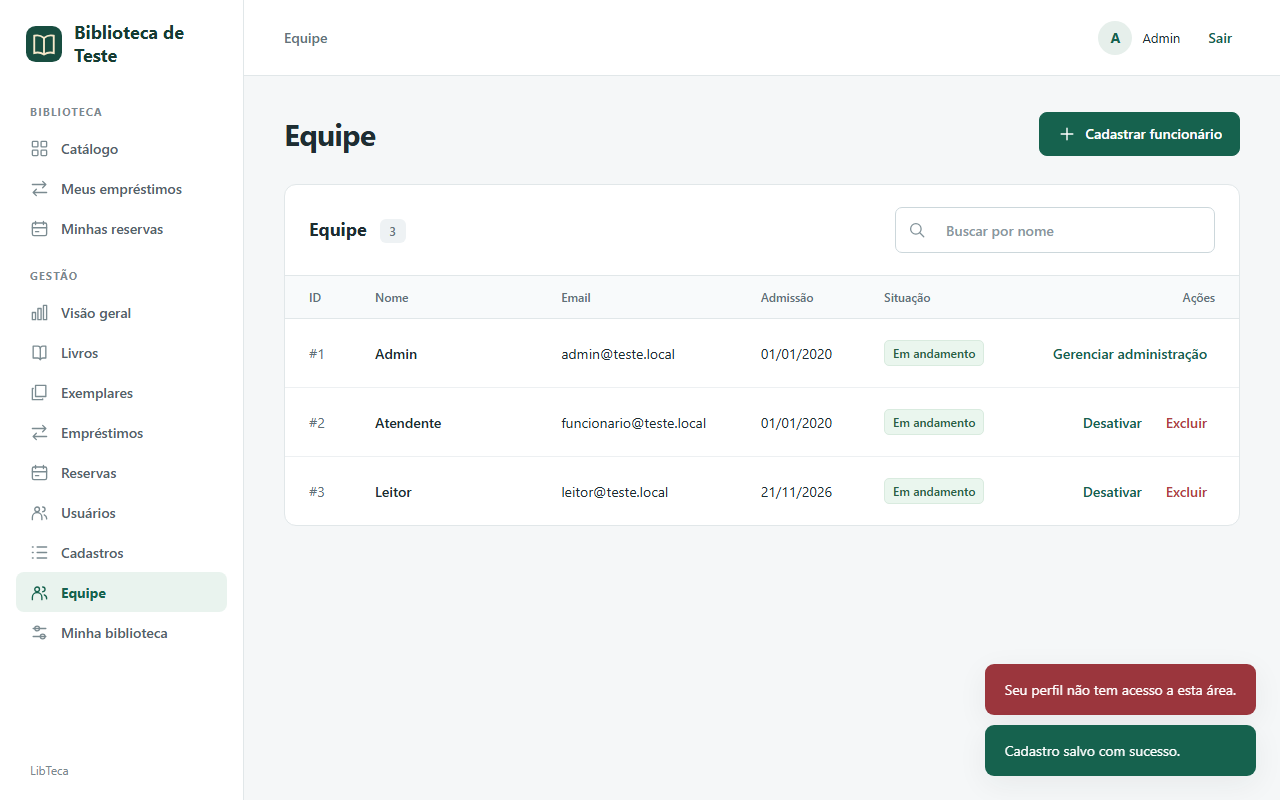 Biblioteca de
Teste
BIBLIOTECA
Catálogo
Meus empréstimos
Minhas reservas
GESTÃO
Visão geral
Livros
Exemplares
Empréstimos
Reservas
Usuários
Cadastros
Equipe
Minha biblioteca
LibTeca
Equipe
A Admin Sair
Equipe
Cadastrar funcionário
Equipe 3
Buscar por nome
ID Nome Email Admissão Situação Ações
#1 Admin admin@teste.local 01/01/2020 Em andamento Gerenciar administração
#2 Atendente funcionario@teste.local 01/01/2020 Em andamento Desativar Excluir
#3 Leitor leitor@teste.local 21/11/2026 Em andamento Desativar Excluir
Seu perfil não tem acesso a esta área.
Cadastro salvo com sucesso.